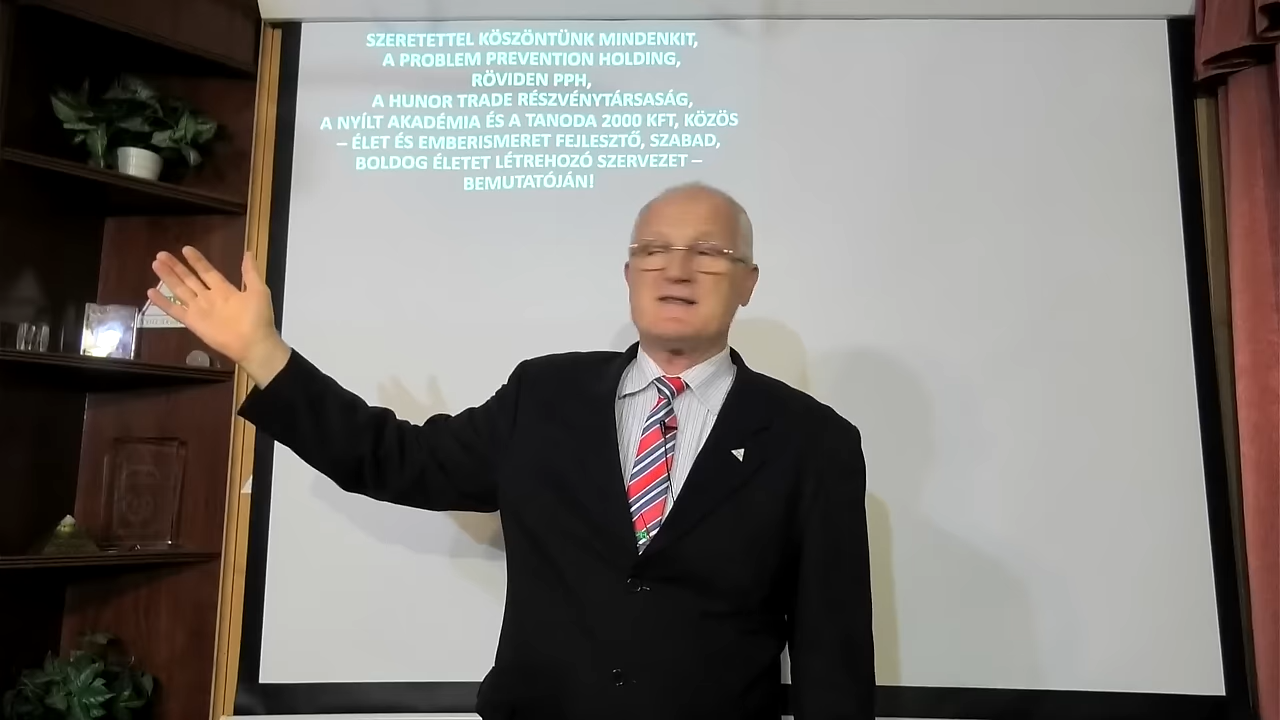 SZERETETTEL KÖSZÖNTÜNK MINDENKIT,
A PROBLEM PREVENTION HOLDING,
RÖVIDEN PPH,
A HUNOR TRADE RÉSZVÉNYTÁRSASÁG,
A NYÍLT AKADÉMIA ÉS A TANODA 2000 KFT, KÖZÖS
– ÉLET ÉS EMBERISMERET FEJLESZTŐ, SZABAD,
BOLDOG ÉLETET LÉTREHOZÓ SZERVEZET –
BEMUTATÓJÁN!